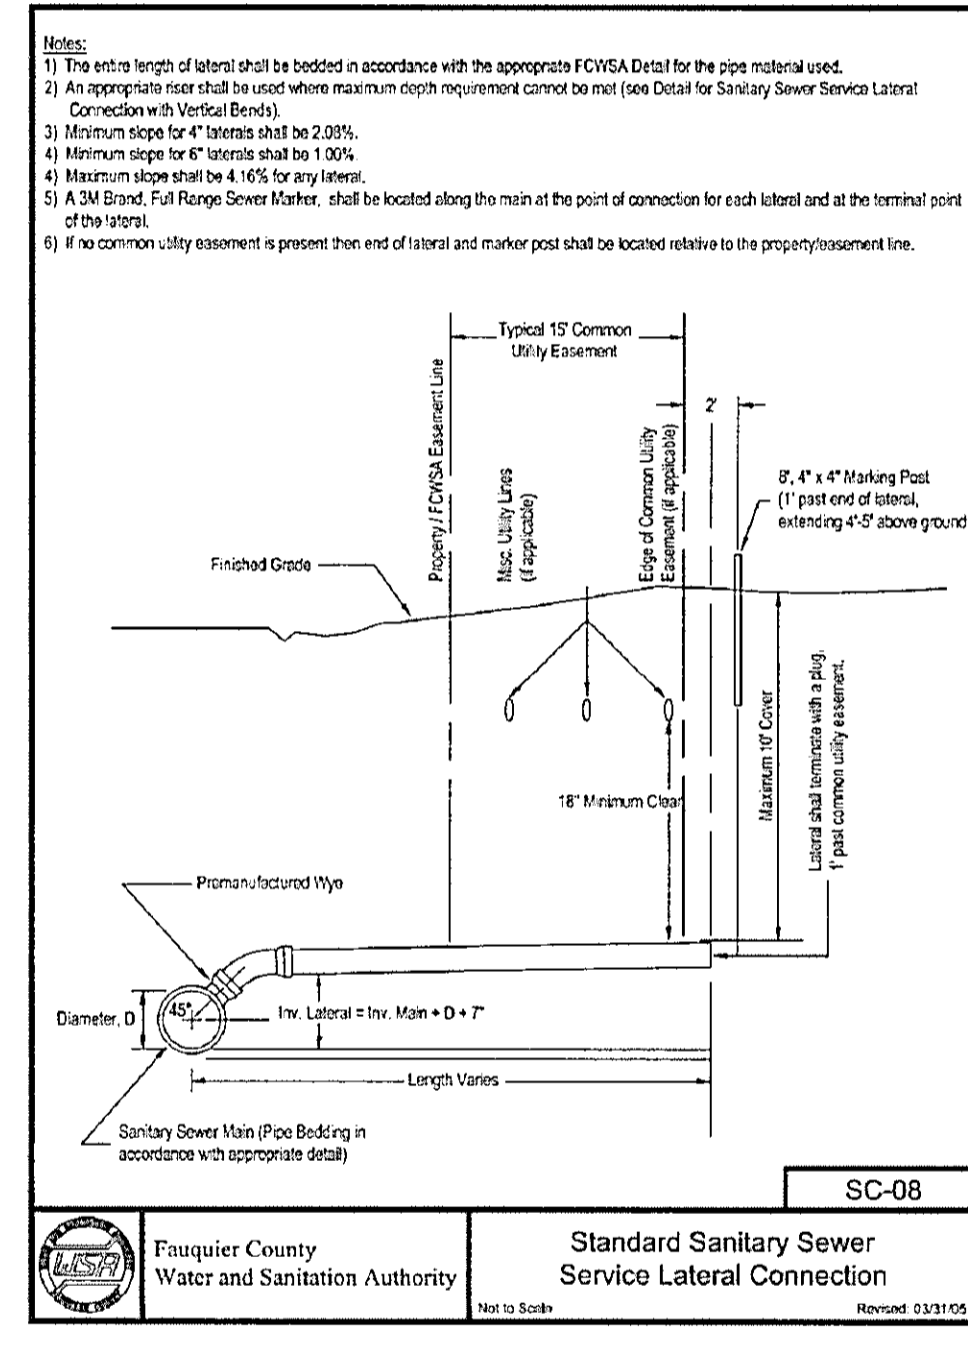 Notes:
1) The entire length of lateral shall be bedded in accordance with the appropriate FCWSA Detail for the pipe material used.
2) An appropriate riser shall be used where maximum depth requirement cannot be met (see Detail for Sanitary Sewer Service Lateral
Connection with Vertical Bends).
3) Minimum slope for 4" laterals shall be 2.08%.
4) Minimum slope for 6" laterals shall be 1.00%.
4) Maximum slope shall be 4.16% for any lateral.
5) A 3M Brand, Full Range Sewer Marker, shall be located along the main at the point of connection for each lateral and at the terminal point
of the lateral.
6) If no common utility easement is present then end of lateral and marker post shall be located relative to the property/easement line.
Typical 15' Common
Utility Easement
Property / FCWSA Easement Line
Misc. Utility Lines
(if applicable)
Edge of Common Utility
Easement (if applicable)
2'
8', 4" x 4" Marking Post
(1' past end of lateral,
extending 4'-5' above ground
Finished Grade
18" Minimum Clear
Maximum 10' Cover
Lateral shall terminate with a plug,
1' past common utility easement.
Premanufactured Wye
Diameter, D
45°
Inv. Lateral = Inv. Main + D + 7"
Length Varies
Sanitary Sewer Main (Pipe Bedding in
accordance with appropriate detail)
SC-08
WSA
Fauquier County
Water and Sanitation Authority
Standard Sanitary Sewer
Service Lateral Connection
Not to Scale
Revised: 03/31/05